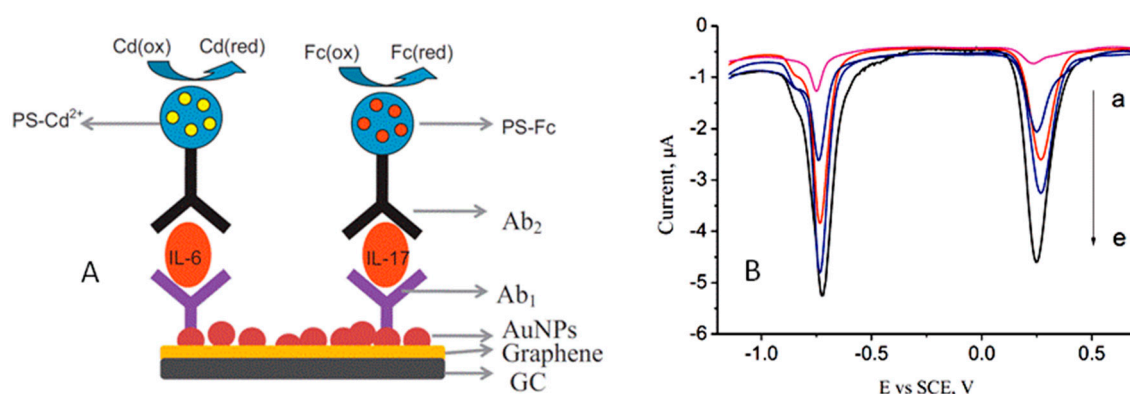 Cd(ox) Cd(red) Fc(ox) Fc(red)
PS-Cd2+
PS-Fc
Ab2
IL-6 IL-17
A
Ab1
AuNPs
Graphene
GC
0
-1
-2
-3
-4
-5
-6
Current, μA
a
e
B
-1.0 -0.5 0.0 0.5
E vs SCE, V